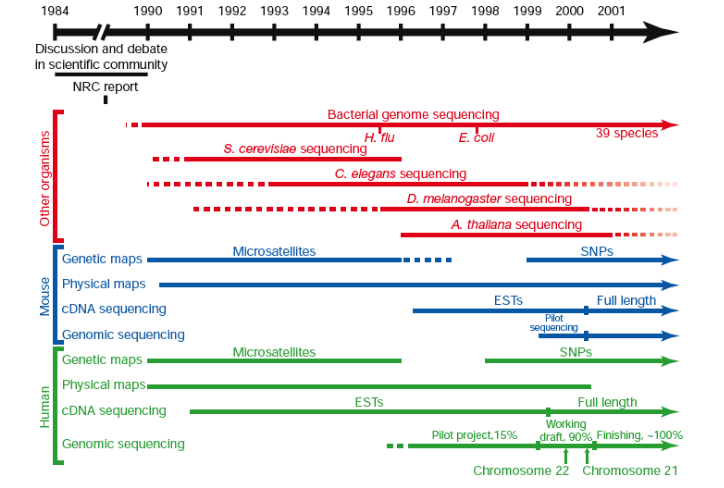 1984 1990 1991 1992 1993 1994 1995 1996 1997 1998 1999 2000 2001
Discussion and debate
in scientific community
NRC report
Other organisms
Bacterial genome sequencing
H. flu E. coli 39 species
S. cerevisiae sequencing
C. elegans sequencing
D. melanogaster sequencing
A. thaliana sequencing
Mouse
Genetic maps Microsatellites SNPs
Physical maps
cDNA sequencing ESTs Full length
Genomic sequencing Pilot
sequencing
Human
Genetic maps Microsatellites SNPs
Physical maps
cDNA sequencing ESTs Full length
Genomic sequencing Pilot project,15% Working
draft, 90% Finishing, ~100%
Chromosome 22 Chromosome 21